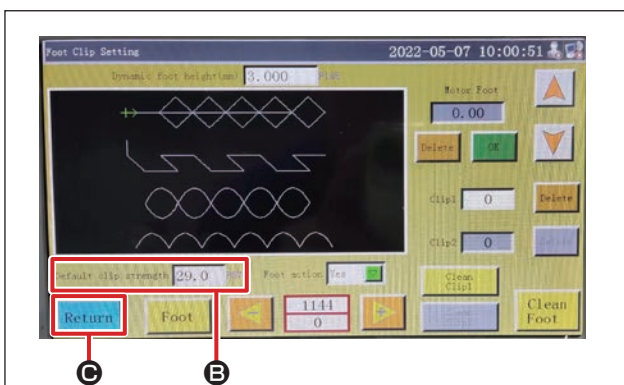 Foot Clip Setting
2022-05-07 10:00:51
Dynamic foot height(mm) 3.000
Motor Foot
0.00
Delete OK
Clip1 0 Delete
Clip2 0
Default clip strength 29.0
Foot action Yes
Clean Clip1
Return
Foot
1144
0
Clean
Foot
C
B